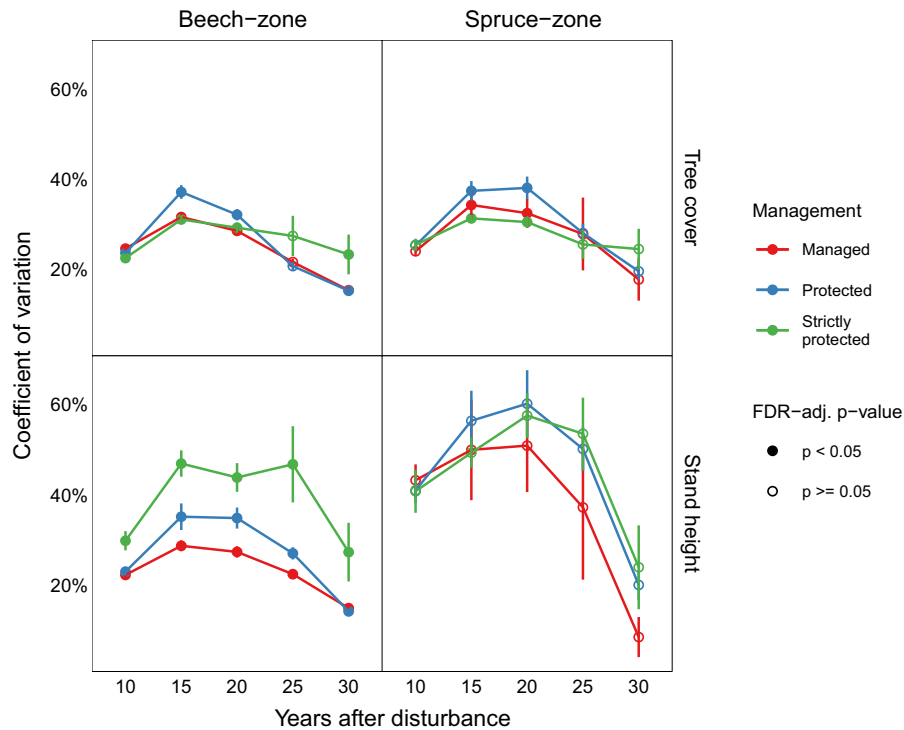 Beech−zone
Spruce−zone
60%
40%
20%
Tree cover
60%
40%
20%
Stand height
Coefficient of variation
10 15 20 25 30
10 15 20 25 30
Years after disturbance
Management
Managed
Protected
Strictly
protected
FDR−adj. p−value
p < 0.05
p >= 0.05